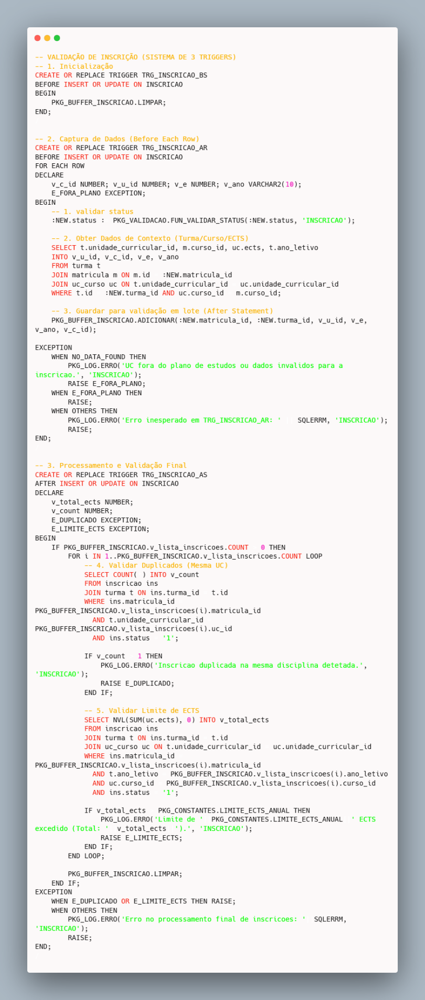 -- VALIDAÇÃO DE INSCRIÇÃO (SISTEMA DE 3 TRIGGERS)
-- 1. Inicialização
CREATE OR REPLACE TRIGGER TRG_INSCRICAO_BS
BEFORE INSERT OR UPDATE ON INSCRICAO
BEGIN
    PKG_BUFFER_INSCRICAO.LIMPAR;
END;
-- 2. Captura de Dados (Before Each Row)
CREATE OR REPLACE TRIGGER TRG_INSCRICAO_AR
BEFORE INSERT OR UPDATE ON INSCRICAO
FOR EACH ROW
DECLARE
    v_c_id NUMBER; v_u_id NUMBER; v_e NUMBER; v_ano VARCHAR2(10);
    E_FORA_PLANO EXCEPTION;
BEGIN
    -- 1. validar status
    :NEW.status :  PKG_VALIDACAO.FUN_VALIDAR_STATUS(:NEW.status, 'INSCRICAO');
    -- 2. Obter Dados de Contexto (Turma/Curso/ECTS)
    SELECT t.unidade_curricular_id, m.curso_id, uc.ects, t.ano_letivo
    INTO v_u_id, v_c_id, v_e, v_ano
    FROM turma t
    JOIN matricula m ON m.id   :NEW.matricula_id
    JOIN uc_curso uc ON t.unidade_curricular_id   uc.unidade_curricular_id
    WHERE t.id   :NEW.turma_id AND uc.curso_id   m.curso_id;
    -- 3. Guardar para validação em lote (After Statement)
    PKG_BUFFER_INSCRICAO.ADICIONAR(:NEW.matricula_id, :NEW.turma_id, v_u_id, v_e,
v_ano, v_c_id);
EXCEPTION
    WHEN NO_DATA_FOUND THEN
        PKG_LOG.ERRO('UC fora do plano de estudos ou dados invalidos para a
inscricao.', 'INSCRICAO');
        RAISE E_FORA_PLANO;
    WHEN E_FORA_PLANO THEN
        RAISE;
    WHEN OTHERS THEN
        PKG_LOG.ERRO('Erro inesperado em TRG_INSCRICAO_AR: '    SQLERRM, 'INSCRICAO');
        RAISE;
END;
-- 3. Processamento e Validação Final
CREATE OR REPLACE TRIGGER TRG_INSCRICAO_AS
AFTER INSERT OR UPDATE ON INSCRICAO
DECLARE
    v_total_ects NUMBER;
    v_count NUMBER;
    E_DUPLICADO EXCEPTION;
    E_LIMITE_ECTS EXCEPTION;
BEGIN
    IF PKG_BUFFER_INSCRICAO.v_lista_inscricoes.COUNT   0 THEN
        FOR i IN 1..PKG_BUFFER_INSCRICAO.v_lista_inscricoes.COUNT LOOP
            -- 4. Validar Duplicados (Mesma UC)
            SELECT COUNT( ) INTO v_count
            FROM inscricao ins
            JOIN turma t ON ins.turma_id   t.id
            WHERE ins.matricula_id
PKG_BUFFER_INSCRICAO.v_lista_inscricoes(i).matricula_id
              AND t.unidade_curricular_id
PKG_BUFFER_INSCRICAO.v_lista_inscricoes(i).uc_id
              AND ins.status   '1';
            IF v_count   1 THEN
                PKG_LOG.ERRO('Inscricao duplicada na mesma disciplina detetada.',
'INSCRICAO');
                RAISE E_DUPLICADO;
            END IF;
            -- 5. Validar Limite de ECTS
            SELECT NVL(SUM(uc.ects), 0) INTO v_total_ects
            FROM inscricao ins
            JOIN turma t ON ins.turma_id   t.id
            JOIN uc_curso uc ON t.unidade_curricular_id   uc.unidade_curricular_id
            WHERE ins.matricula_id
PKG_BUFFER_INSCRICAO.v_lista_inscricoes(i).matricula_id
              AND t.ano_letivo   PKG_BUFFER_INSCRICAO.v_lista_inscricoes(i).ano_letivo
              AND uc.curso_id   PKG_BUFFER_INSCRICAO.v_lista_inscricoes(i).curso_id
              AND ins.status   '1';
            IF v_total_ects   PKG_CONSTANTES.LIMITE_ECTS_ANUAL THEN
                PKG_LOG.ERRO('Limite de '  PKG_CONSTANTES.LIMITE_ECTS_ANUAL  ' ECTS
excedido (Total: '  v_total_ects  ').', 'INSCRICAO');
                RAISE E_LIMITE_ECTS;
            END IF;
        END LOOP;
        PKG_BUFFER_INSCRICAO.LIMPAR;
    END IF;
EXCEPTION
    WHEN E_DUPLICADO OR E_LIMITE_ECTS THEN RAISE;
    WHEN OTHERS THEN
        PKG_LOG.ERRO('Erro no processamento final de inscricoes: '  SQLERRM,
'INSCRICAO');
        RAISE;
END;